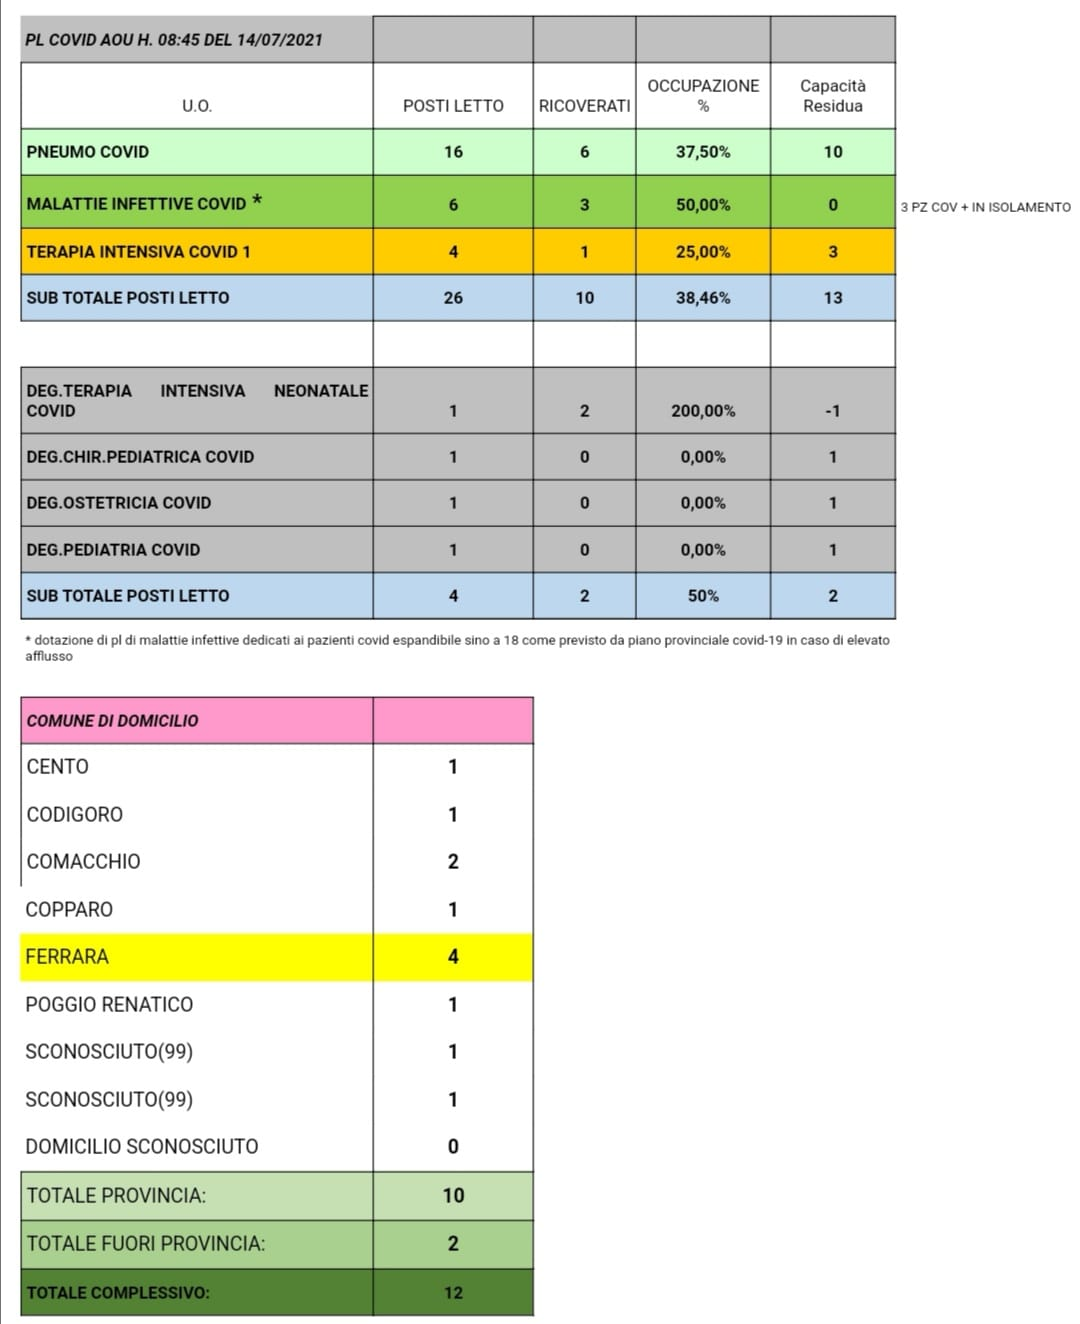 PL COVID AOU H. 08:45 DEL 14/07/2021
U.O. POSTI LETTO RICOVERATI OCCUPAZIONE % Capacità Residua
PNEUMO COVID 16 6 37,50% 10
MALATTIE INFETTIVE COVID * 6 3 50,00% 0 3 PZ COV + IN ISOLAMENTO
TERAPIA INTENSIVA COVID 1 4 1 25,00% 3
SUB TOTALE POSTI LETTO 26 10 38,46% 13
DEG.TERAPIA INTENSIVA NEONATALE
COVID 1 2 200,00% -1
DEG.CHIR.PEDIATRICA COVID 1 0 0,00% 1
DEG.OSTETRICIA COVID 1 0 0,00% 1
DEG.PEDIATRIA COVID 1 0 0,00% 1
SUB TOTALE POSTI LETTO 4 2 50% 2
* dotazione di pl di malattie infettive dedicati ai pazienti covid espandibile sino a 18 come previsto da piano provinciale covid-19 in caso di elevato
afflusso
COMUNE DI DOMICILIO
CENTO 1
CODIGORO 1
COMACCHIO 2
COPPARO 1
FERRARA 4
POGGIO RENATICO 1
SCONOSCIUTO(99) 1
SCONOSCIUTO(99) 1
DOMICILIO SCONOSCIUTO 0
TOTALE PROVINCIA: 10
TOTALE FUORI PROVINCIA: 2
TOTALE COMPLESSIVO: 12